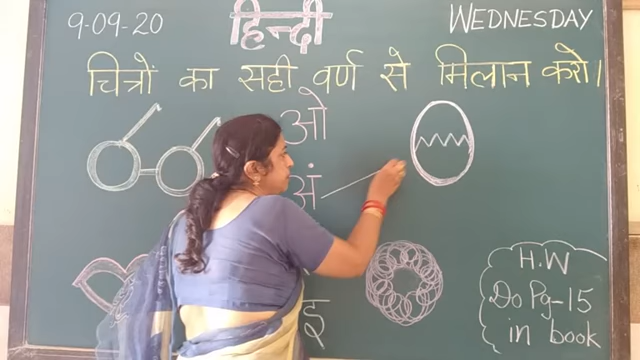 9-09-20 हिन्दी WEDNESDAY
चित्रों का सही वर्ण से मिलान करो।
ओ
अं
इ
H.W
Do Pg-15
in book